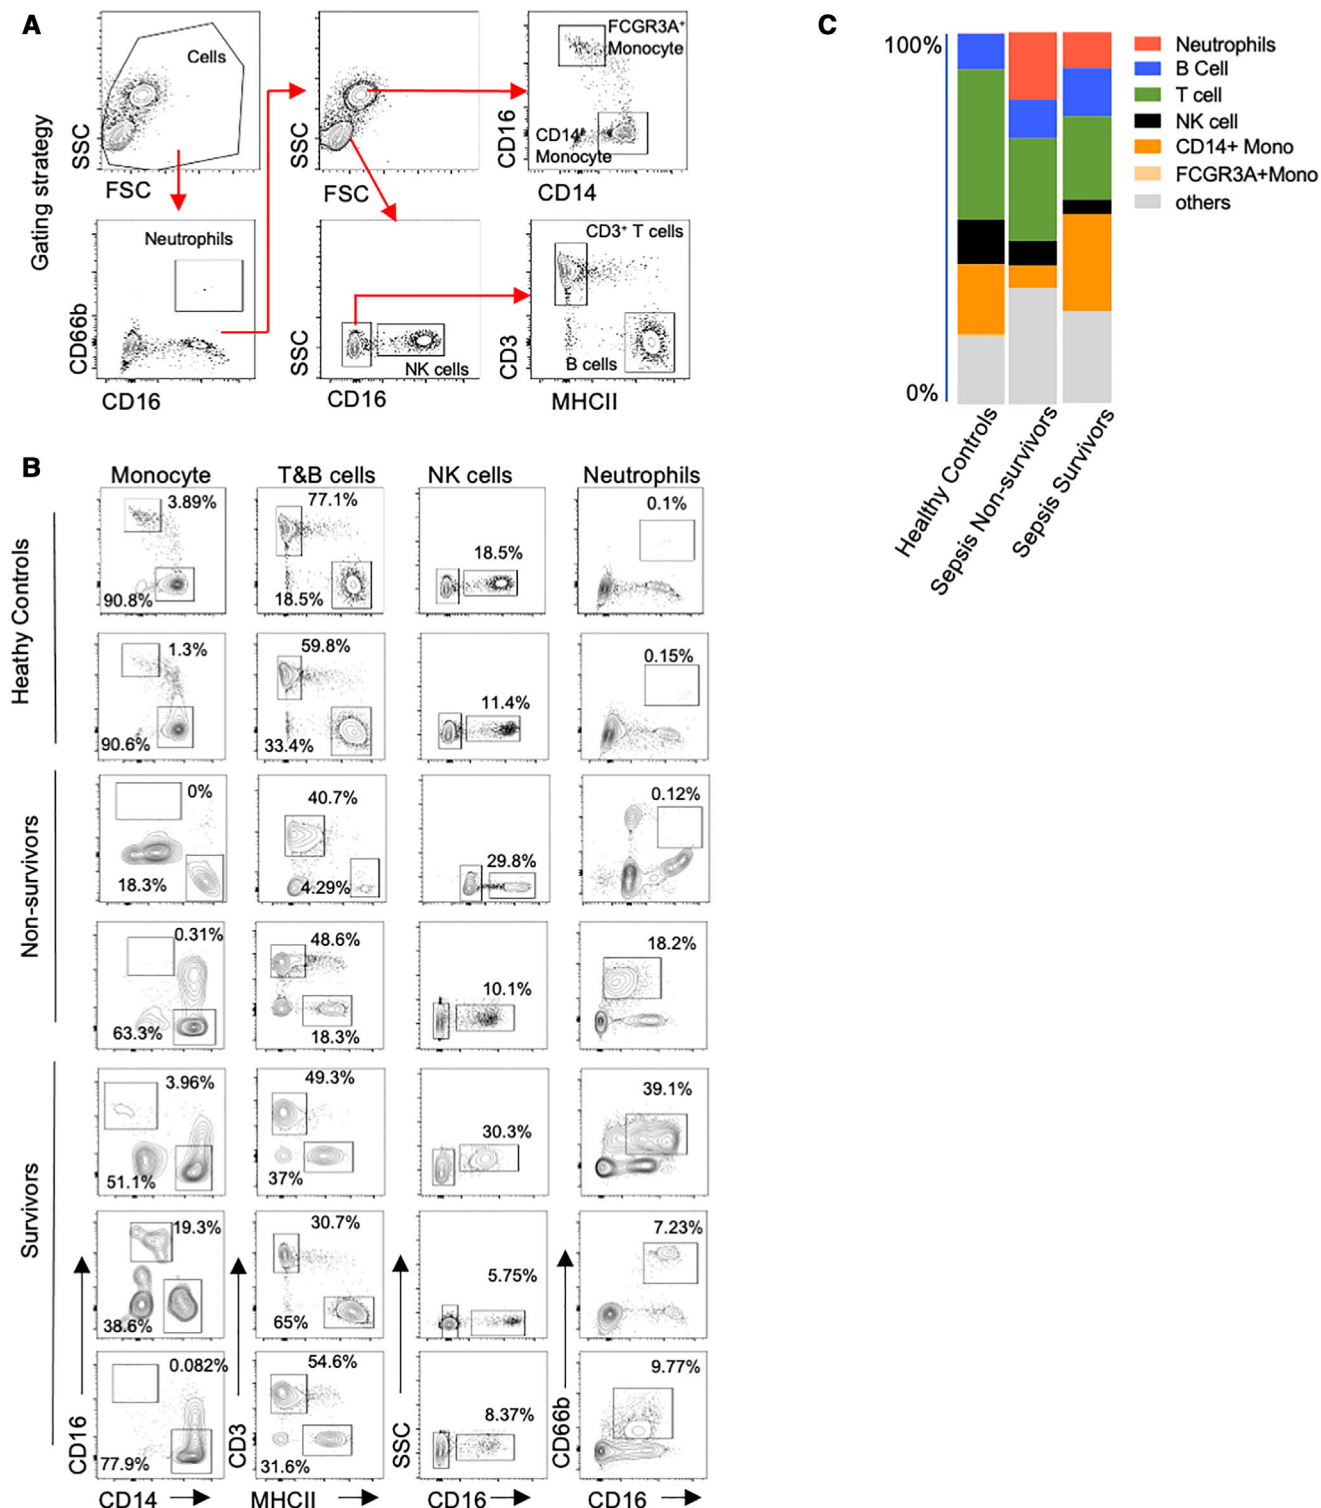 A
Gating strategy
Cells
SSC
FSC
SSC
FSC
FCGR3A⁺
Monocyte
CD14⁺
Monocyte
CD16
CD14
Neutrophils
CD66b
CD16
SSC
NK cells
CD16
CD3⁺ T cells
CD3
B cells
MHCII
C
100%
0%
Neutrophils
B Cell
T cell
NK cell
CD14+ Mono
FCGR3A+Mono
others
Healthy Controls
Sepsis Non-survivors
Sepsis Survivors
B
Monocyte
T&B cells
NK cells
Neutrophils
Heathy Controls
3.89%
90.8%
77.1%
18.5%
18.5%
0.1%
1.3%
90.6%
59.8%
33.4%
11.4%
0.15%
Non-survivors
0%
18.3%
40.7%
4.29%
29.8%
0.12%
0.31%
63.3%
48.6%
18.3%
10.1%
18.2%
Survivors
3.96%
51.1%
49.3%
37%
30.3%
39.1%
19.3%
38.6%
30.7%
65%
5.75%
7.23%
0.082%
77.9%
54.6%
31.6%
8.37%
9.77%
CD16
CD14
CD3
MHCII
SSC
CD16
CD66b
CD16